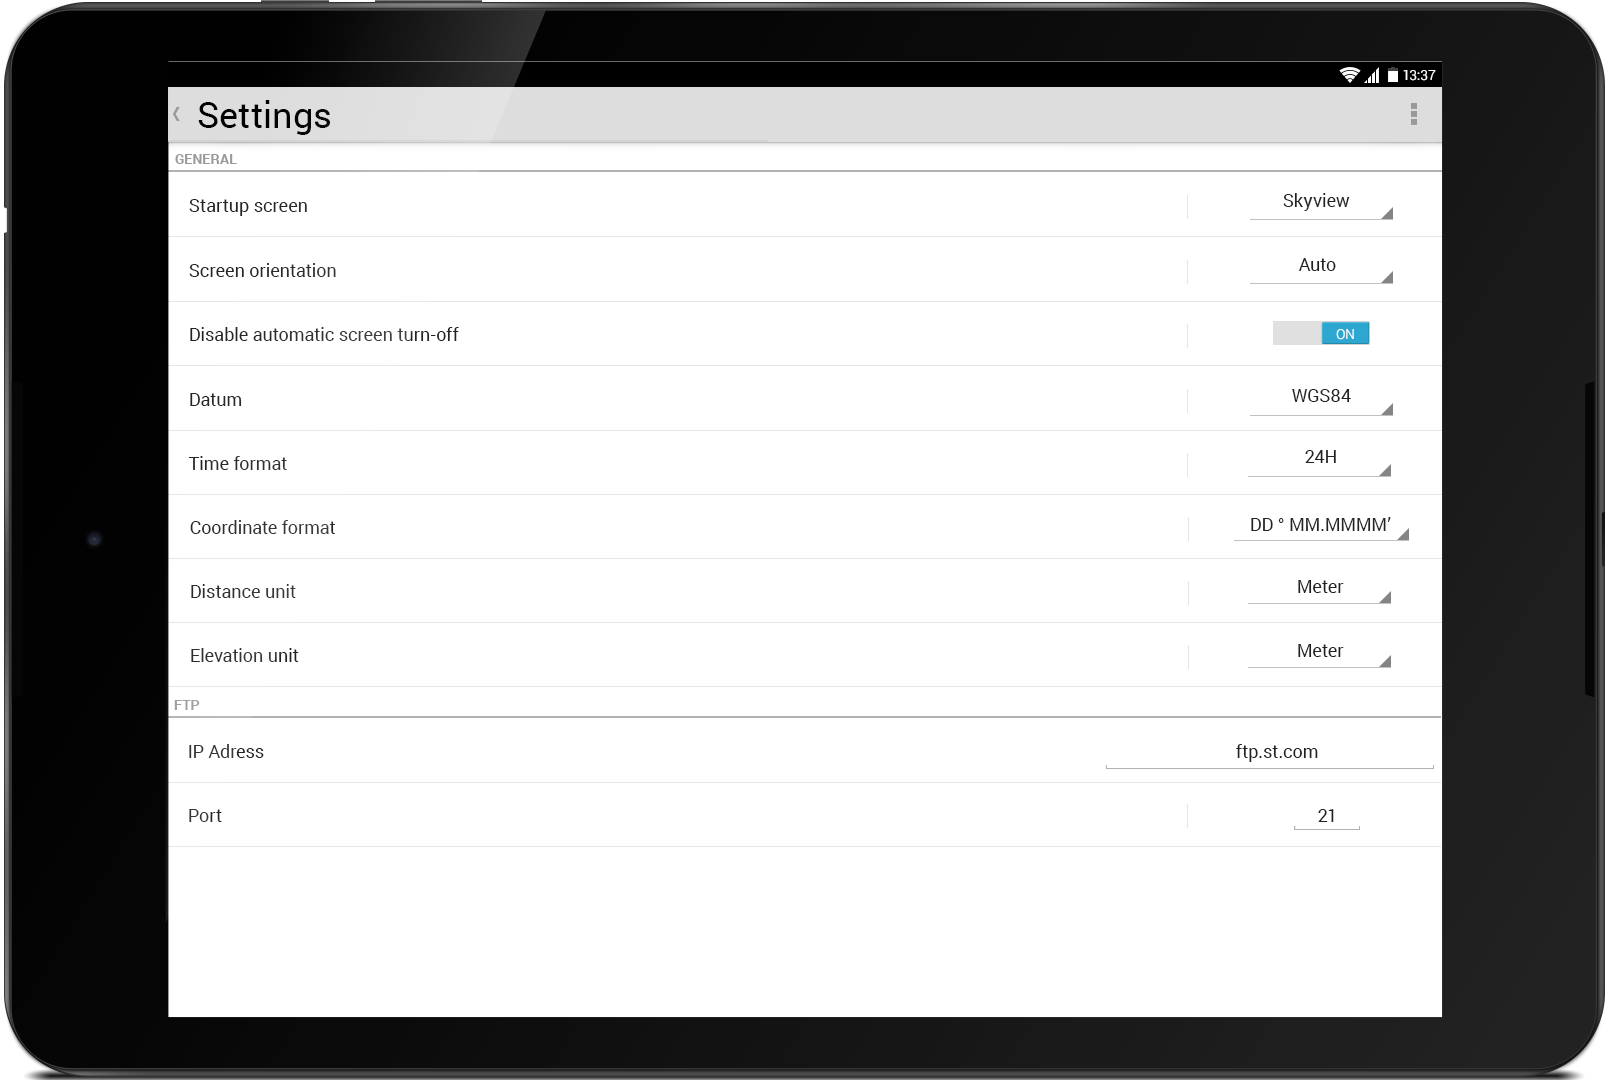 13:37
Settings
GENERAL
Startup screen Skyview
Screen orientation Auto
Disable automatic screen turn-off ON
Datum WGS84
Time format 24H
Coordinate format DD ° MM.MMMM’
Distance unit Meter
Elevation unit Meter
FTP
IP Adress ftp.st.com
Port 21